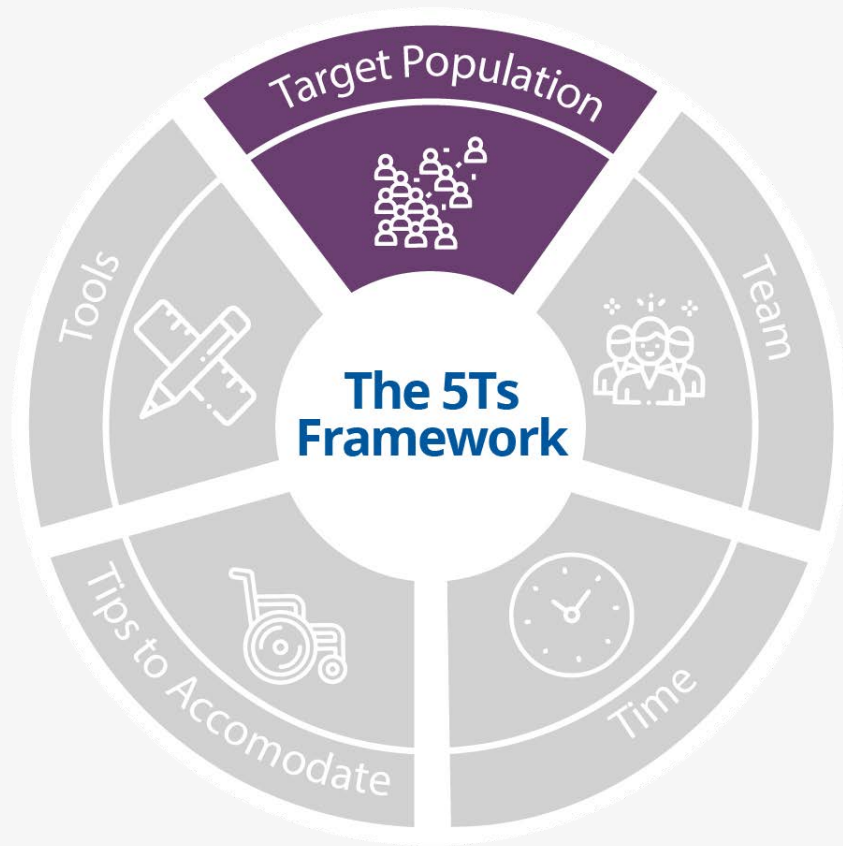 Target Population
Team
Time
Tips to Accomodate
Tools
The 5Ts
Framework